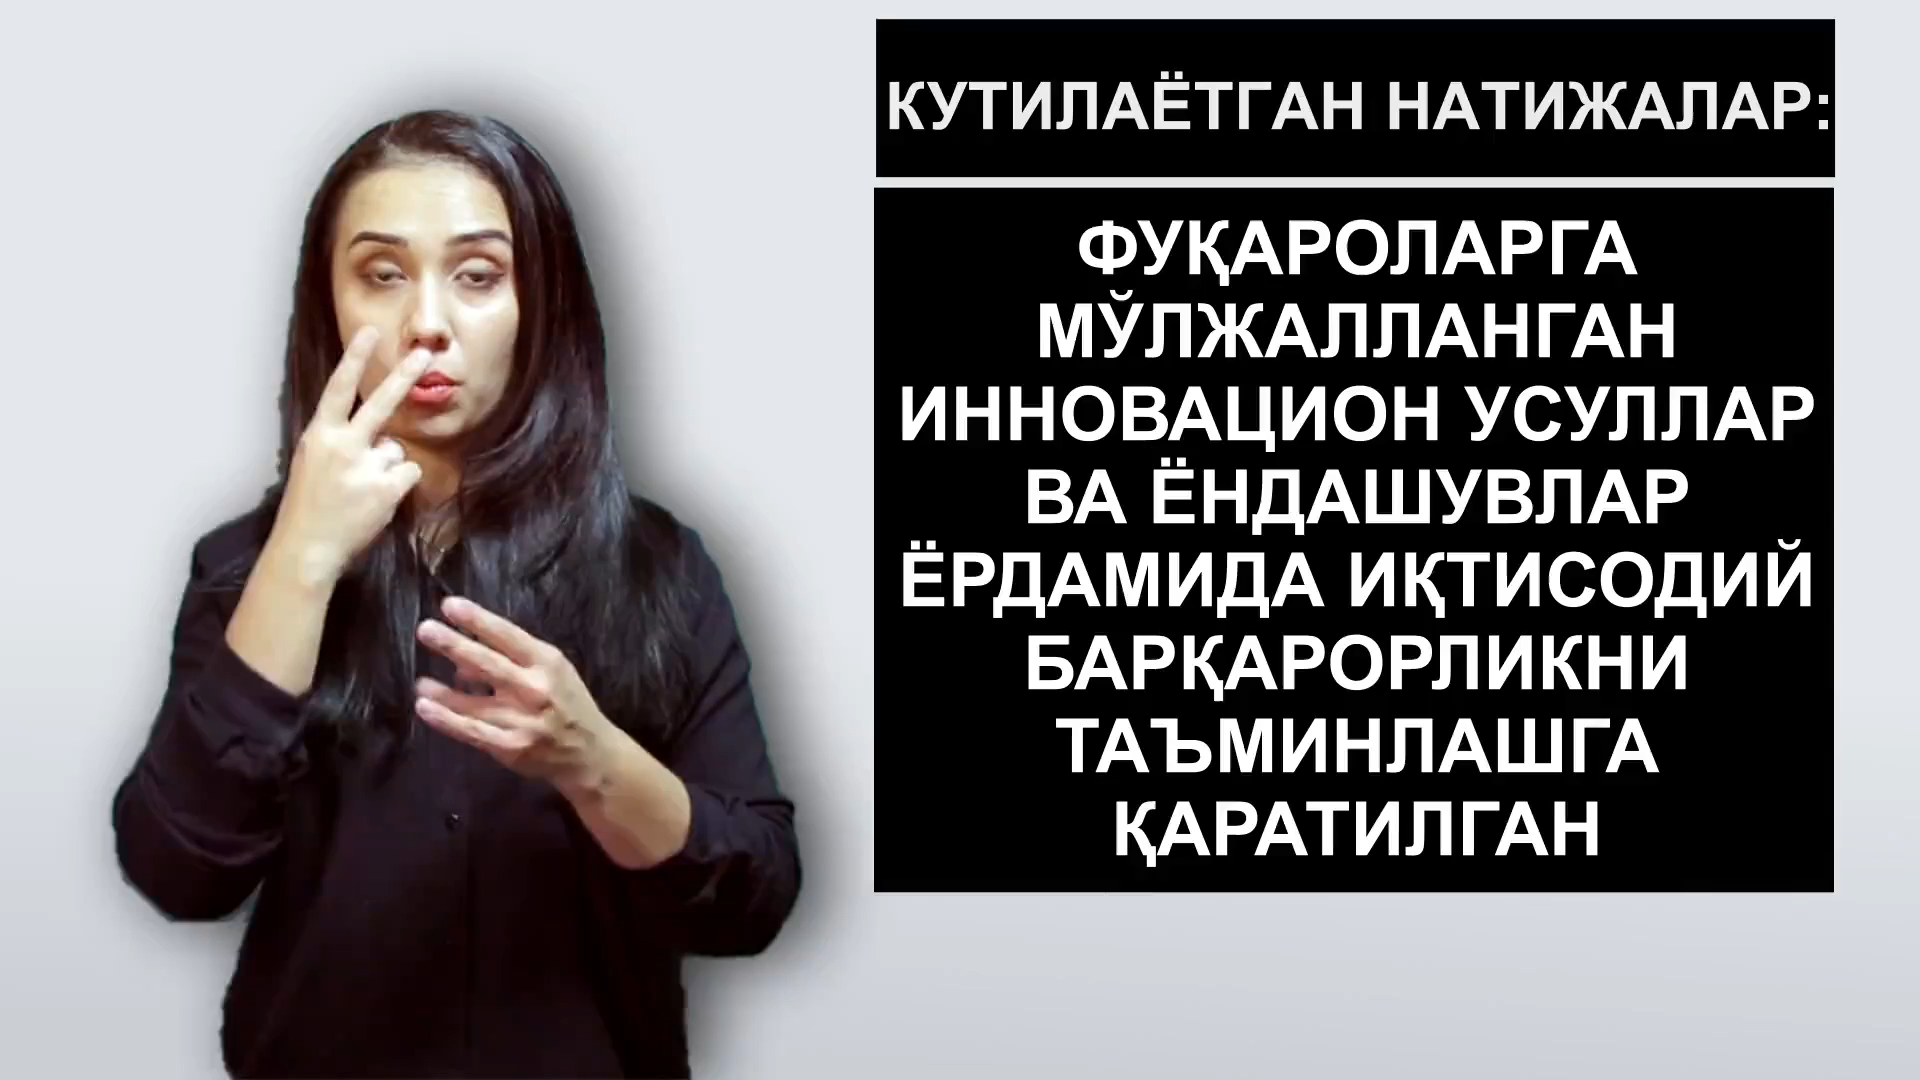 КУТИЛАЁТГАН НАТИЖАЛАР:
ФУҚАРОЛАРГА
МЎЛЖАЛЛАНГАН
ИННОВАЦИОН УСУЛЛАР
ВА ЁНДАШУВЛАР
ЁРДАМИДА ИҚТИСОДИЙ
БАРҚАРОРЛИКНИ
ТАЪМИНЛАШГА
ҚАРАТИЛГАН